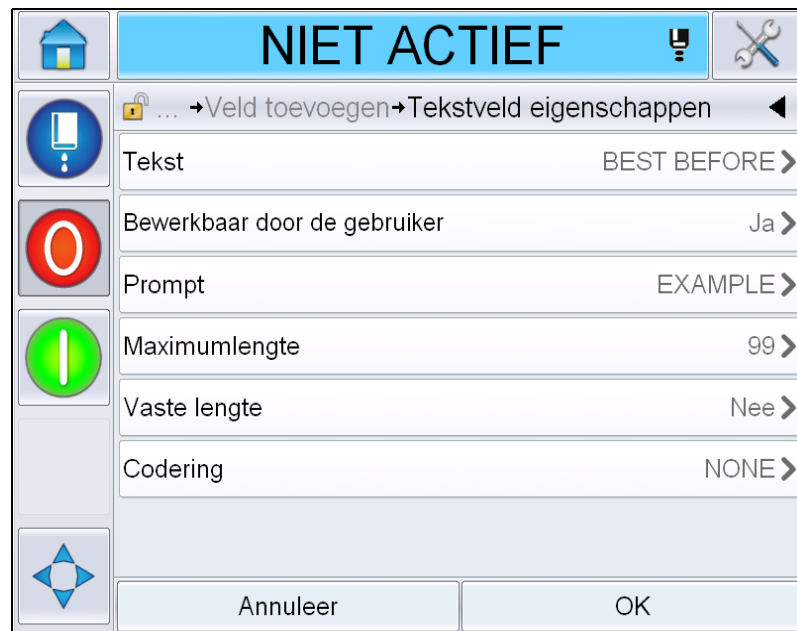 NIET ACTIEF
... →Veld toevoegen→Tekstveld eigenschappen
Tekst BEST BEFORE
Bewerkbaar door de gebruiker Ja
Prompt EXAMPLE
Maximumlengte 99
Vaste lengte Nee
Codering NONE
Annuleer OK